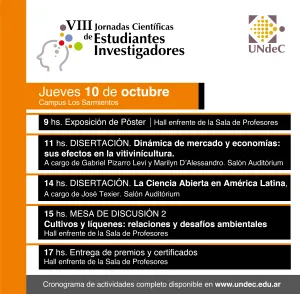 VIII Jornadas Científicas
de Estudiantes
Investigadores
UNdeC
Jueves 10 de octubre
Campus Los Sarmientos
9 hs. Exposición de Póster | Hall enfrente de la Sala de Profesores
11 hs. DISERTACIÓN. Dinámica de mercado y economías:
sus efectos en la vitivinícultura.
A cargo de Gabriel Pizarro Levi y Marilyn D'Alessandro. Salón Auditórium
14 hs. DISERTACIÓN. La Ciencia Abierta en América Latina,
A cargo de José Texier. Salón Auditórium
15 hs. MESA DE DISCUSIÓN 2
Cultivos y líquenes: relaciones y desafíos ambientales
Hall enfrente de la Sala de Profesores
17 hs. Entrega de premios y certificados
Hall enfrente de la Sala de Profesores
Cronograma de actividades completo disponible en www.undec.edu.ar